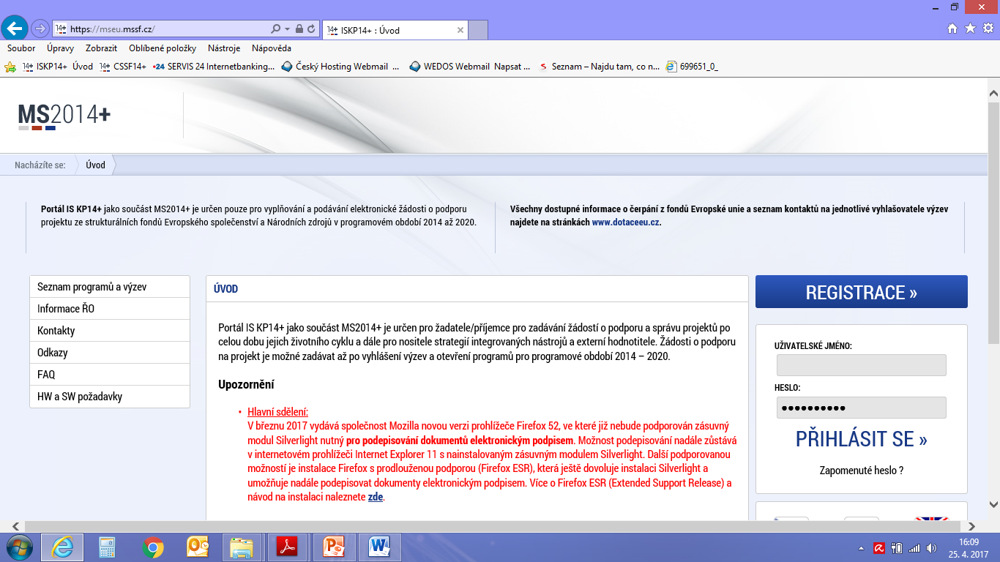 https://mseu.mssf.cz/
ISKP14+ : Úvod
Soubor Úpravy Zobrazit Oblíbené položky Nástroje Nápověda
ISKP14+ Úvod CSSF14+ SERVIS 24 Internetbanking... Český Hosting Webmail ... WEDOS Webmail Napsat ... Seznam – Najdu tam, co n... 699651_0_
MS2014+
Nacházíte se: Úvod
Portál IS KP14+ jako součást MS2014+ je určen pouze pro vyplňování a podávání elektronické žádosti o podporu
projektu ze strukturálních fondů Evropského společenství a Národních zdrojů v programovém období 2014 až 2020.
Všechny dostupné informace o čerpání z fondů Evropské unie a seznam kontaktů na jednotlivé vyhlašovatele výzev
najdete na stránkách www.dotaceeu.cz.
Seznam programů a výzev
Informace ŘO
Kontakty
Odkazy
FAQ
HW a SW požadavky
ÚVOD
Portál IS KP14+ jako součást MS2014+ je určen pro žadatele/příjemce pro zadávání žádostí o podporu a správu projektů po
celou dobu jejich životního cyklu a dále pro nositele strategií integrovaných nástrojů a externí hodnotitele. Žádosti o podporu
na projekt je možné zadávat až po vyhlášení výzev a otevření programů pro programové období 2014 – 2020.
Upozornění
• Hlavní sdělení:
V březnu 2017 vydává společnost Mozilla novou verzi prohlížeče Firefox 52, ve které již nebude podporován zásuvný
modul Silverlight nutný pro podepisování dokumentů elektronickým podpisem. Možnost podepisování nadále zůstává
v internetovém prohlížeči Internet Explorer 11 s nainstalovaným zásuvným modulem Silverlight. Další podporovanou
možností je instalace Firefox s prodlouženou podporou (Firefox ESR), která ještě dovoluje instalaci Silverlight a
umožňuje nadále podepisovat dokumenty elektronickým podpisem. Více o Firefox ESR (Extended Support Release) a
návod na instalaci naleznete zde.
REGISTRACE »
UŽIVATELSKÉ JMÉNO:
HESLO:
PŘIHLÁSIT SE »
Zapomenuté heslo ?
16:09
25. 4. 2017